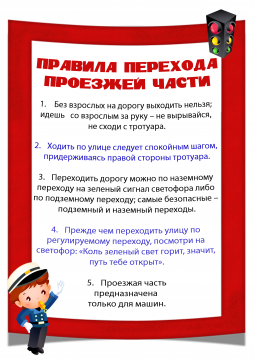 ПРАВИЛА ПЕРЕХОДА
ПРОЕЗЖЕЙ ЧАСТИ
1. Без взрослых на дорогу выходить нельзя;
идешь со взрослым за руку – не вырывайся,
не сходи с тротуара.
2. Ходить по улице следует спокойным шагом,
придерживаясь правой стороны тротуара.
3. Переходить дорогу можно по наземному
переходу на зеленый сигнал светофора либо
по подземному переходу; самые безопасные –
подземный и наземный переходы.
4. Прежде чем переходить улицу по
регулируемому переходу, посмотри на
светофор: «Коль зеленый свет горит, значит,
путь тебе открыт».
5. Проезжая часть
предназначена
только для машин.